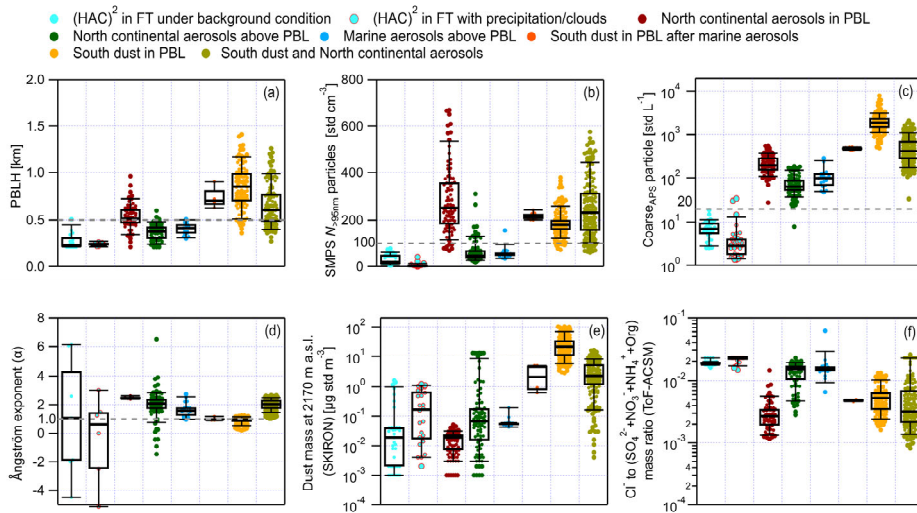 (HAC)² in FT under background condition (HAC)² in FT with precipitation/clouds North continental aerosols in PBL
North continental aerosols above PBL Marine aerosols above PBL South dust in PBL after marine aerosols
South dust in PBL South dust and North continental aerosols
(a)
PBLH [km]
2.0
1.5
1.0
0.5
0.0
(b)
SMPS N>95nm particles [std cm⁻³]
800
600
400
200
100
0
(c)
CoarseAPS particle [std L⁻¹]
10⁴
10³
10²
20
10
10⁰
(d)
Ångström exponent (α)
8
6
4
2
1.0
0
-2
-4
(e)
Dust mass at 2170 m a.s.l.
(SKIRON) [µg std m⁻³]
10²
10¹
10⁰
10⁻¹
10⁻²
10⁻³
10⁻⁴
(f)
Cl⁻ to (SO₄²⁻+NO₃⁻+NH₄⁺+Org)
mass ratio (ToF-ACSM)
10⁻¹
10⁻²
10⁻³
10⁻⁴